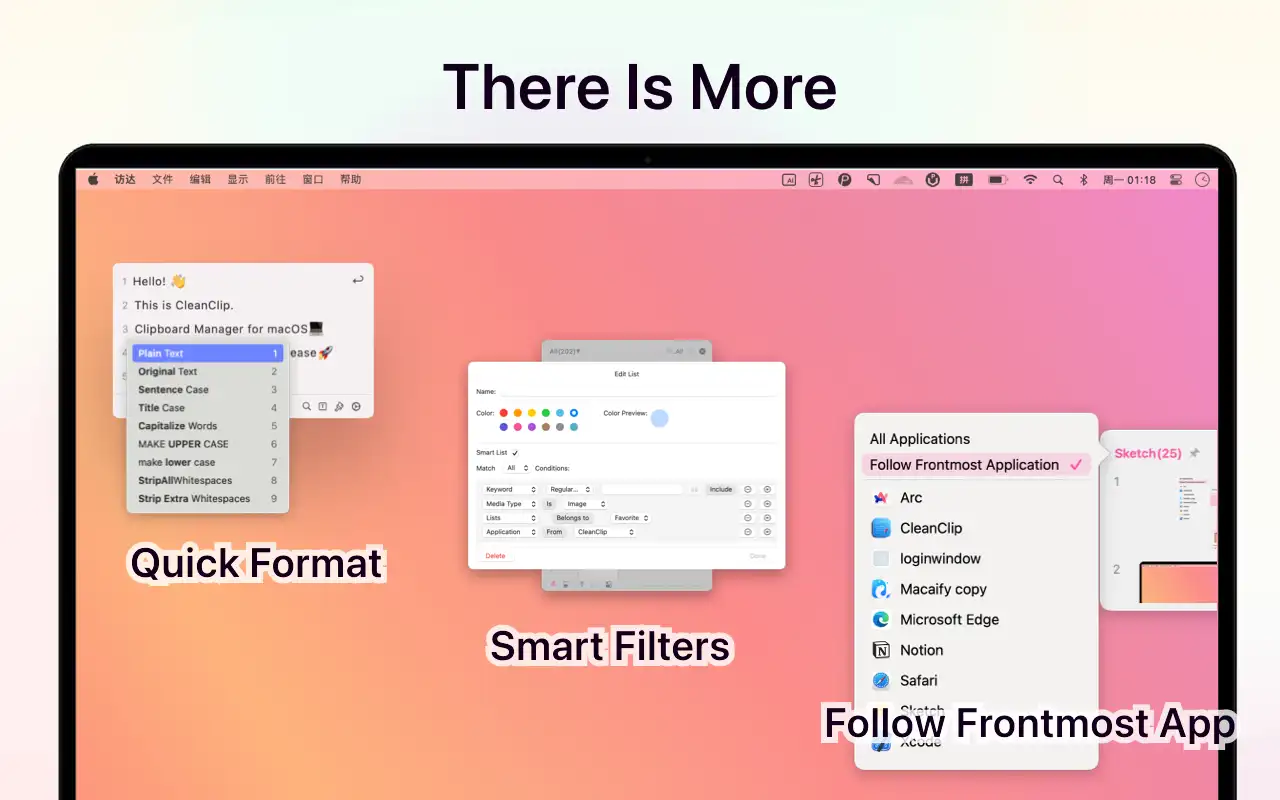 There Is More
访达 文件 编辑 显示 前往 窗口 帮助
AI 拼 周一 01:18
1 Hello! 👋
2 This is CleanClip.
3 Clipboard Manager for macOS💻
4 ease🚀
5
Plain Text 1
Original Text 2
Sentence Case 3
Title Case 4
Capitalize Words 5
MAKE UPPER CASE 6
make lower case 7
StripAllWhitespaces 8
Strip Extra Whitespaces 9
Quick Format
All(202)▾ All
Edit List
Name:
Color: Color Preview:
Smart List ✓
Match All Conditions:
Keyword Regular... Include
Media Type Is Image
Lists Belongs to Favorite
Application From CleanClip
Delete Done
Smart Filters
All Applications
Follow Frontmost Application ✓
Arc
CleanClip
loginwindow
Macaify copy
Microsoft Edge
Notion
Safari
Sketch
Xcode
Sketch(25)
1
2
Follow Frontmost App